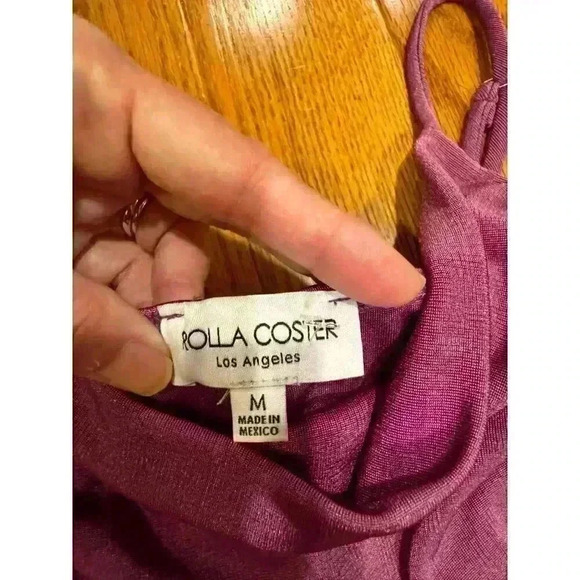 ROLLA COSTER
Los Angeles
M
MADE IN
MEXICO